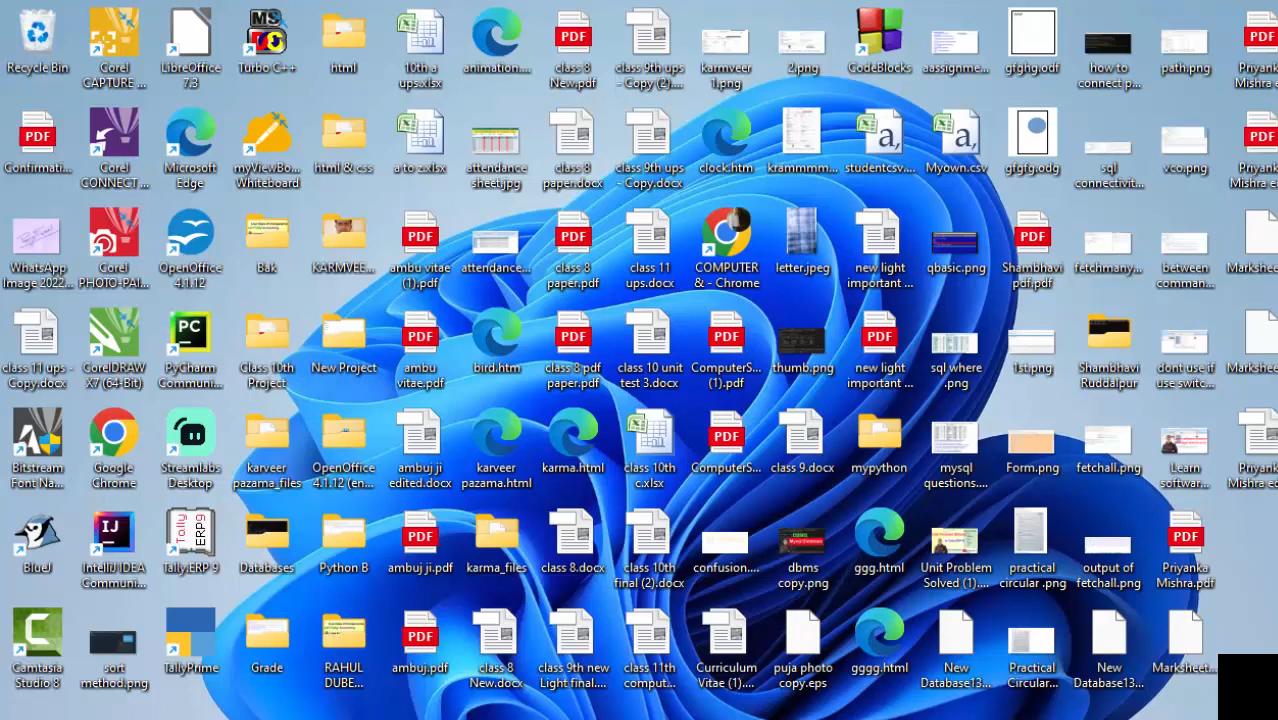 Recycle Bin
Corel
CAPTURE ...
LibreOffice
7.3
Turbo C++
html
10th a
ups.xlsx
animation....
class 8
New.pdf
class 9th ups
- Copy (2)....
karmveer
1.png
2.png
CodeBlocks
aassignme...
gfghg.odf
how to
connect p...
path.png
Priyanka
Mishra e
Confirmati...
Corel
CONNECT ...
Microsoft
Edge
myViewBo...
Whiteboard
html & css
a to z.xlsx
attendance
sheet.jpg
class 8
paper.docx
class 9th ups
- Copy.docx
clock.htm
krammmm...
studentcsv....
Myown.csv
gfgfg.odg
sql
connectivit...
vco.png
Mishra e
WhatsApp
Image 2022...
Corel
PHOTO-PAI...
OpenOffice
4.1.12
Bak
KARMVEE...
ambu vitae
(1).pdf
attendance...
class 8
paper.pdf
class 11
ups.docx
COMPUTER
& - Chrome
letter.jpeg
new light
important ...
qbasic.png
Shambhavi
pdf.pdf
fetchmany....
between
comman...
Markshee
class 11 ups -
Copy.docx
CorelDRAW
X7 (64-Bit)
PyCharm
Communi...
Class 10th
Project
New Project
ambu
vitae.pdf
bird.htm
class 8 pdf
paper.pdf
class 10 unit
test 3.docx
ComputerS...
(1).pdf
thumb.png
new light
important ...
sql where
.png
1st.png
Shambhavi
Ruddalpur
dont use if
use switc...
Markshee
Bitstream
Font Na...
Google
Chrome
Streamlabs
Desktop
karveer
pazama_files
OpenOffice
4.1.12 (en...
ambuj ji
edited.docx
karveer
pazama.html
karma.html
class 10th
c.xlsx
ComputerS...
class 9.docx
mypython
mysql
questions....
Form.png
fetchall.png
Learn
softwar...
Mishra e
BlueJ
IntelliJ IDEA
Communi...
Tally.ERP 9
Databases
Python B
ambuj ji.pdf
karma_files
class 8.docx
class 10th
final (2).docx
confusion....
dbms
copy.png
ggg.html
Unit Problem
Solved (1)....
practical
circular .png
output of
fetchall.png
Priyanka
Mishra.pdf
Camtasia
Studio 8
sort
method.png
TallyPrime
Grade
RAHUL
DUBE...
ambuj.pdf
class 8
New.docx
class 9th new
Light final....
class 11th
comput...
Curriculum
Vitae (1)....
puja photo
copy.eps
gggg.html
New
Database13...
Practical
Circular...
New
Database13...
Marksheet...